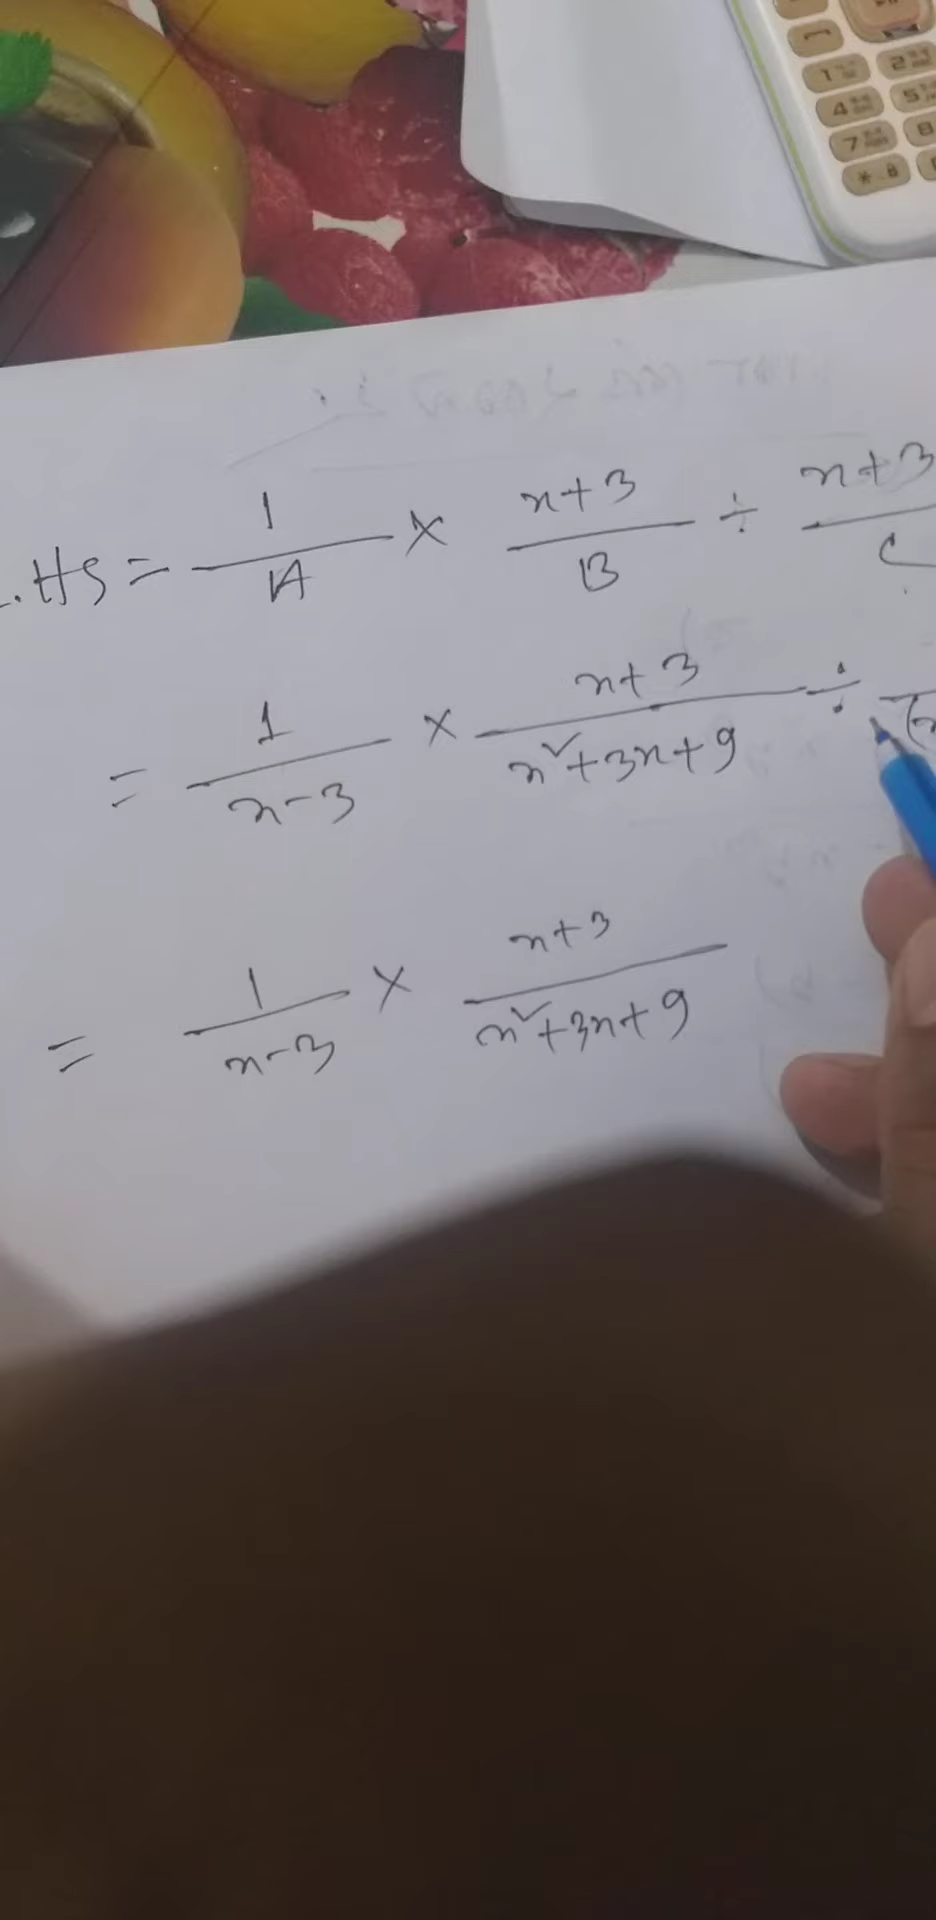 L.HS = 1/A × x+3/B ÷ x+3/C
= 1/x-3 × x+3/x²+3x+9 ÷ (x
= 1/x-3 × x+3/x²+3x+9